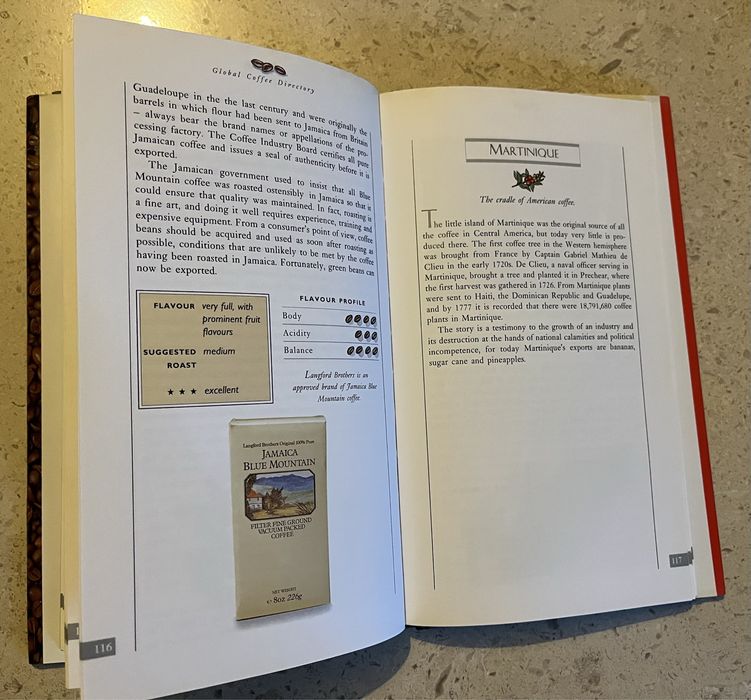 Global Coffee Directory
Guadeloupe in the the last century and were originally the
barrels in which flour had been sent to Jamaica from Britain
– always bear the brand names or appellations of the pro-
cessing factory. The Coffee Industry Board certifies all pure
Jamaican coffee and issues a seal of authenticity before it is
exported.
The Jamaican government used to insist that all Blue
Mountain coffee was roasted ostensibly in Jamaica so that is
could ensure that quality was maintained. In fact, roasting is
a fine art, and doing it well requires experience, training and
expensive equipment. From a consumer's point of view, coffee
beans should be acquired and used as soon after roasting as
possible, conditions that are unlikely to be met by the coffee
having been roasted in Jamaica. Fortunately, green beans can
now be exported.
FLAVOUR very full, with
prominent fruit
flavours
SUGGESTED medium
ROAST
★ ★ ★ excellent
FLAVOUR PROFILE
Body
Acidity
Balance
Langford Brothers is an
approved brand of Jamaica Blue
Mountain coffee.
Langford Brothers Original 100% Pure
JAMAICA
BLUE MOUNTAIN
FILTER FINE GROUND
VACUUM PACKED
COFFEE
NET WEIGHT
e 8oz 226g
116
MARTINIQUE
The cradle of American coffee.
The little island of Martinique was the original source of all
the coffee in Central America, but today very little is pro-
duced there. The first coffee tree in the Western hemisphere
was brought from France by Captain Gabriel Mathieu de
Clieu in the early 1720s. De Clieu, a naval officer serving in
Martinique, brought a tree and planted it in Prechear, where
the first harvest was gathered in 1726. From Martinique plants
were sent to Haiti, the Dominican Republic and Guadelupe,
and by 1777 it is recorded that there were 18,791,680 coffee
plants in Martinique.
The story is a testimony to the growth of an industry and
its destruction at the hands of national calamities and political
incompetence, for today Martinique's exports are bananas,
sugar cane and pineapples.
117